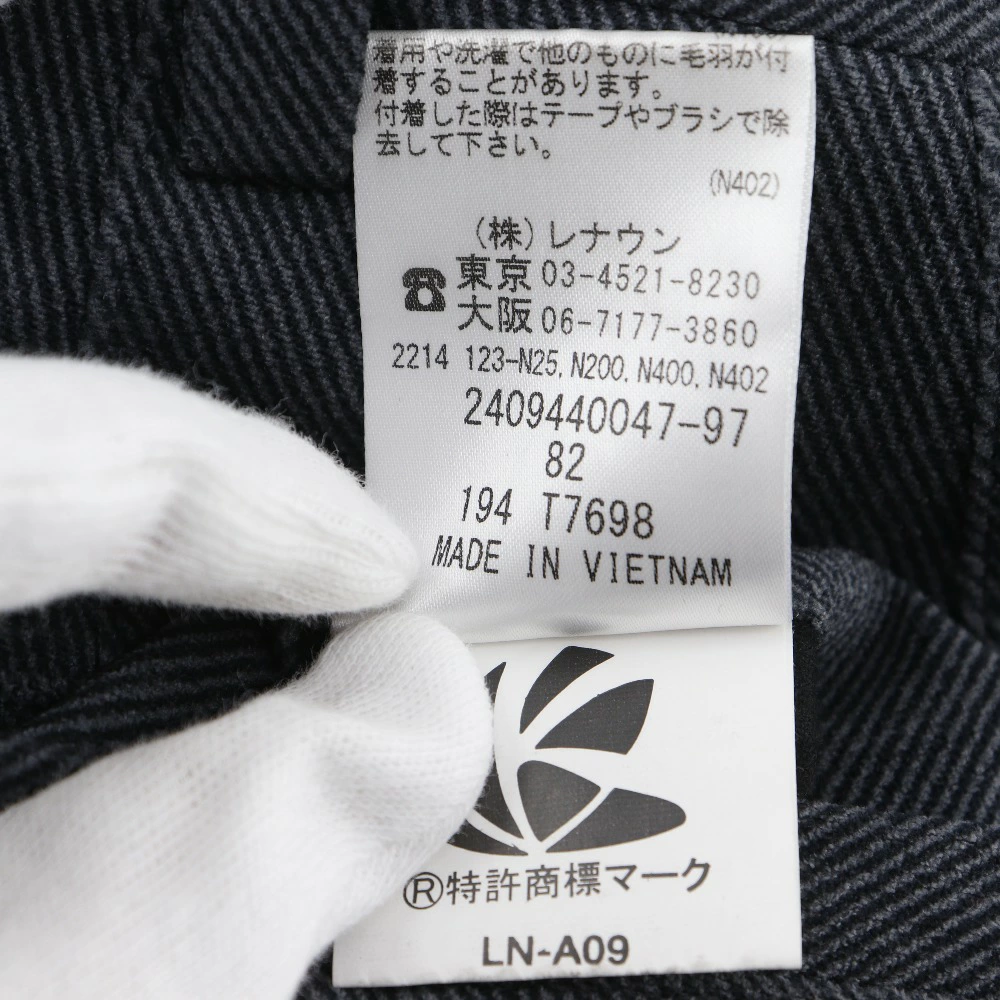 着用や洗濯で他のものに毛羽が付
着することがあります。
付着した際はテープやブラシで除
去して下さい。
(N402)
(株)レナウン
☎東京 03-4521-8230
大阪 06-7177-3860
2214 123-N25. N200. N400. N402
2409440047-97
82
194 T7698
MADE IN VIETNAM
®特許商標マーク
LN-A09